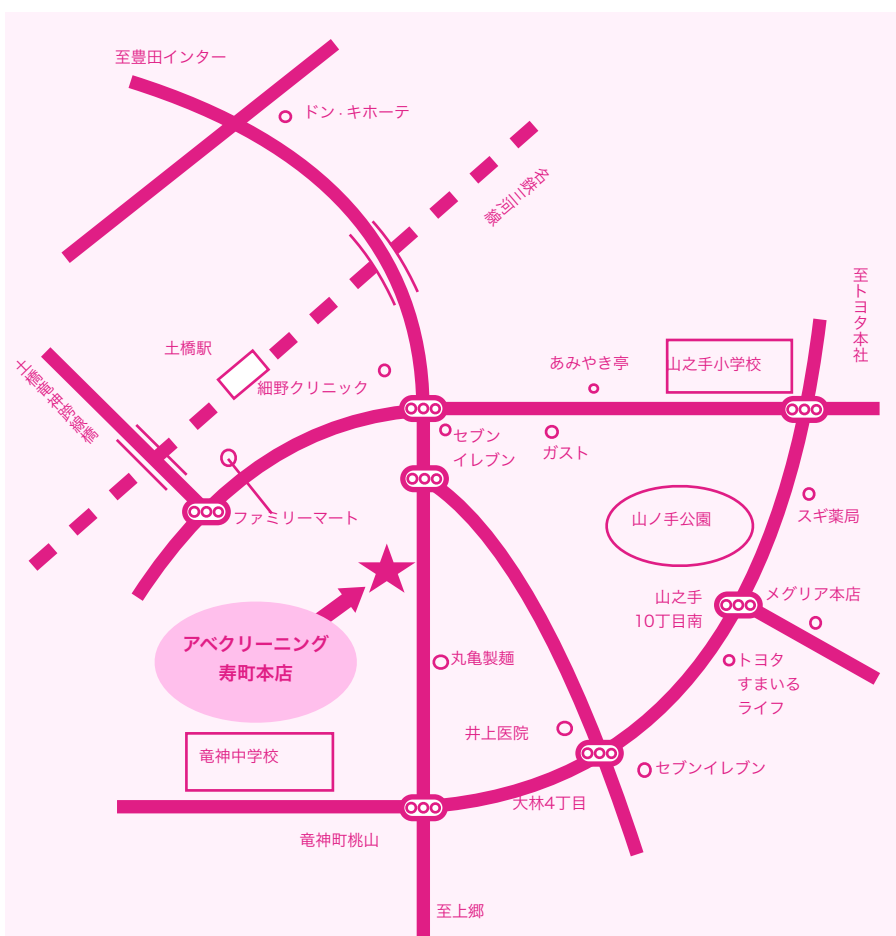 至豊田インター
ドン・キホーテ
名鉄三河線
至トヨタ本社
土橋駅
あみやき亭
山之手小学校
土橋竜神跨線橋
細野クリニック
セブン
イレブン
ガスト
ファミリーマート
山ノ手公園
スギ薬局
山之手
10丁目南
メグリア本店
アベクリーニング
寿町本店
丸亀製麺
トヨタ
すまいる
ライフ
井上医院
竜神中学校
セブンイレブン
大林4丁目
竜神町桃山
至上郷